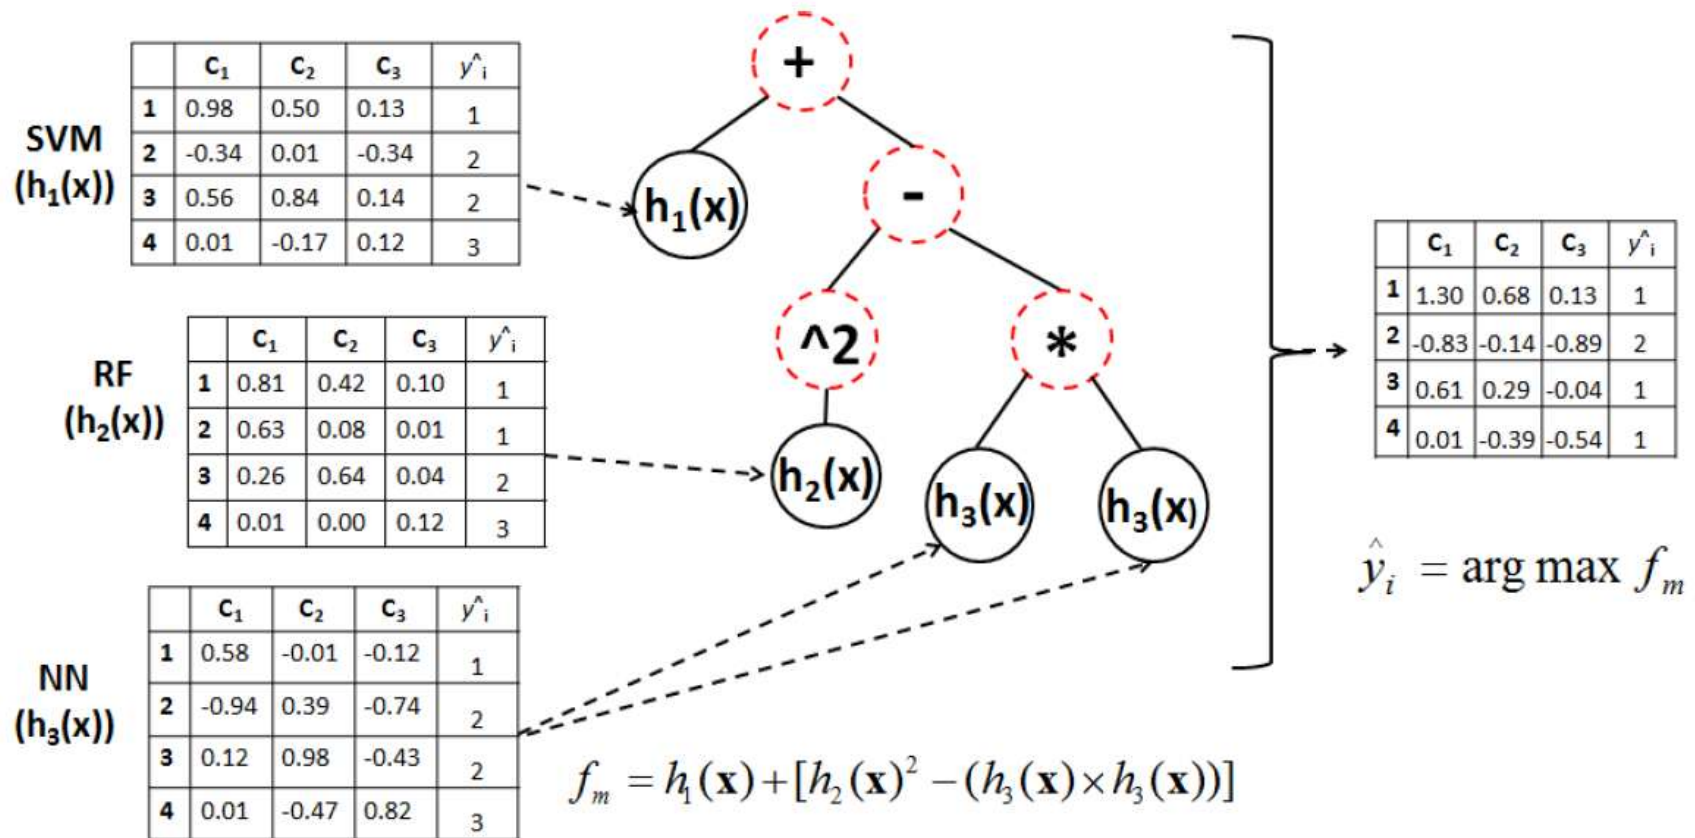 SVM
(h₁(x))
C₁ C₂ C₃ y^i
1 0.98 0.50 0.13 1
2 -0.34 0.01 -0.34 2
3 0.56 0.84 0.14 2
4 0.01 -0.17 0.12 3
RF
(h₂(x))
C₁ C₂ C₃ y^i
1 0.81 0.42 0.10 1
2 0.63 0.08 0.01 1
3 0.26 0.64 0.04 2
4 0.01 0.00 0.12 3
NN
(h₃(x))
C₁ C₂ C₃ y^i
1 0.58 -0.01 -0.12 1
2 -0.94 0.39 -0.74 2
3 0.12 0.98 -0.43 2
4 0.01 -0.47 0.82 3
+
h₁(x)
-
^2
*
h₂(x)
h₃(x)
h₃(x)
fₘ = h₁(x)+[h₂(x)² −(h₃(x)×h₃(x))]
C₁ C₂ C₃ y^i
1 1.30 0.68 0.13 1
2 -0.83 -0.14 -0.89 2
3 0.61 0.29 -0.04 1
4 0.01 -0.39 -0.54 1
ŷᵢ = arg max fₘ